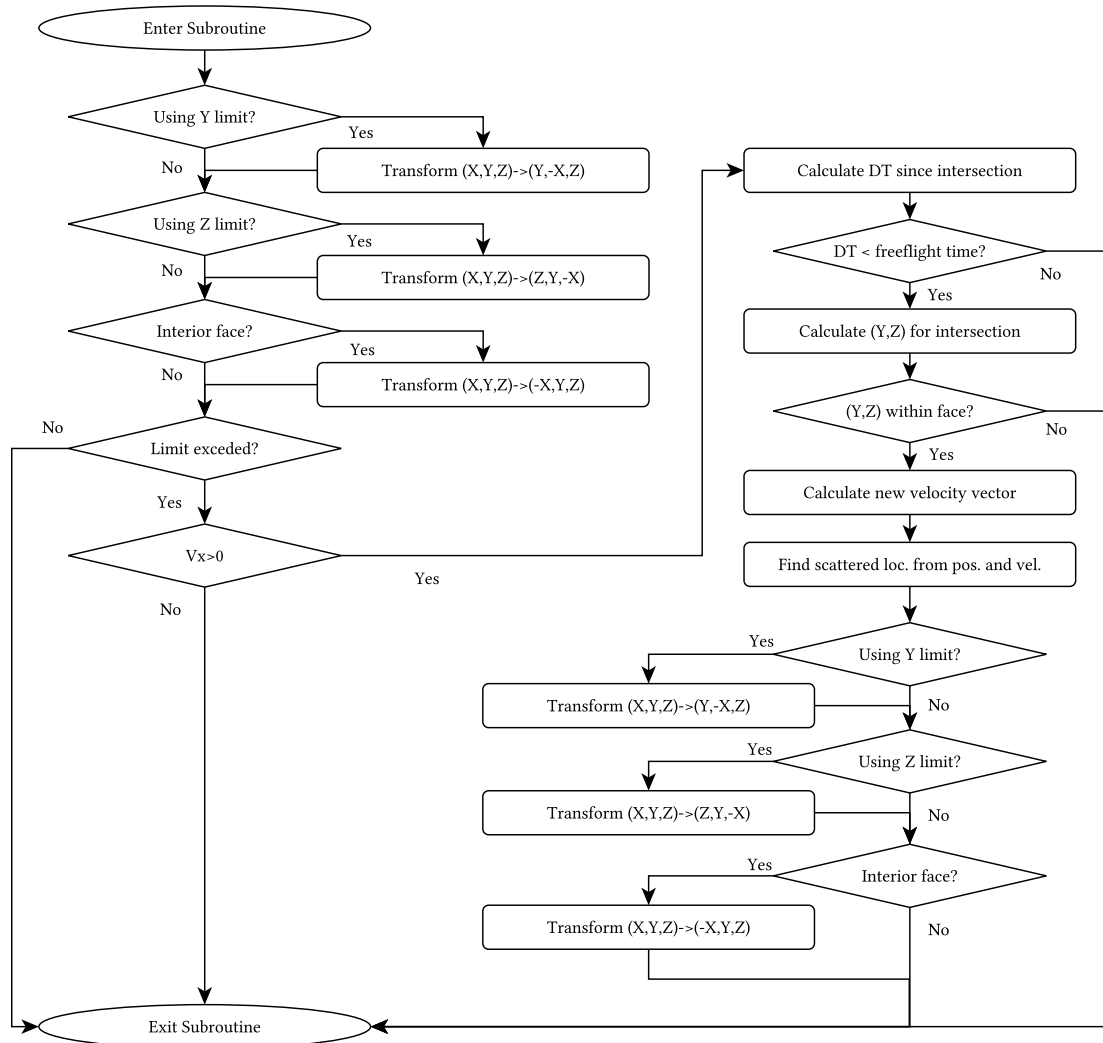 Enter Subroutine
Using Y limit?
Yes
No
Transform (X,Y,Z)->(Y,-X,Z)
Using Z limit?
Yes
No
Transform (X,Y,Z)->(Z,Y,-X)
Interior face?
Yes
No
Transform (X,Y,Z)->(-X,Y,Z)
No
Limit exceded?
Yes
Vx>0
Yes
No
Calculate DT since intersection
DT < freeflight time?
No
Yes
Calculate (Y,Z) for intersection
(Y,Z) within face?
No
Yes
Calculate new velocity vector
Find scattered loc. from pos. and vel.
Yes
Using Y limit?
Transform (X,Y,Z)->(Y,-X,Z)
No
Yes
Using Z limit?
Transform (X,Y,Z)->(Z,Y,-X)
No
Yes
Interior face?
Transform (X,Y,Z)->(-X,Y,Z)
No
Exit Subroutine